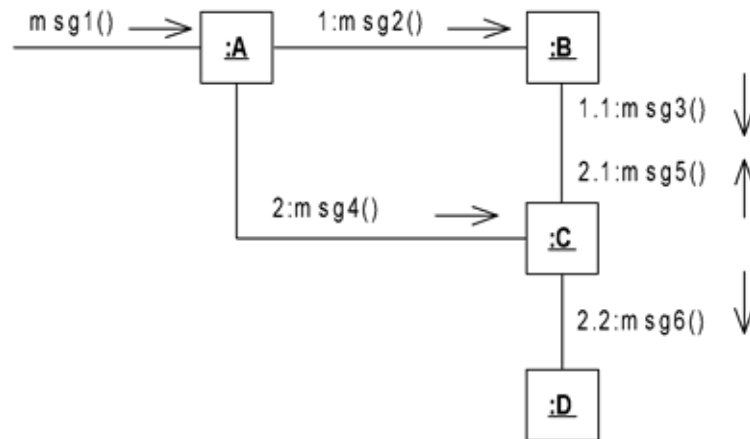 msg1()
:A
1:msg2()
:B
1.1:msg3()
2.1:msg5()
2:msg4()
:C
2.2:msg6()
:D